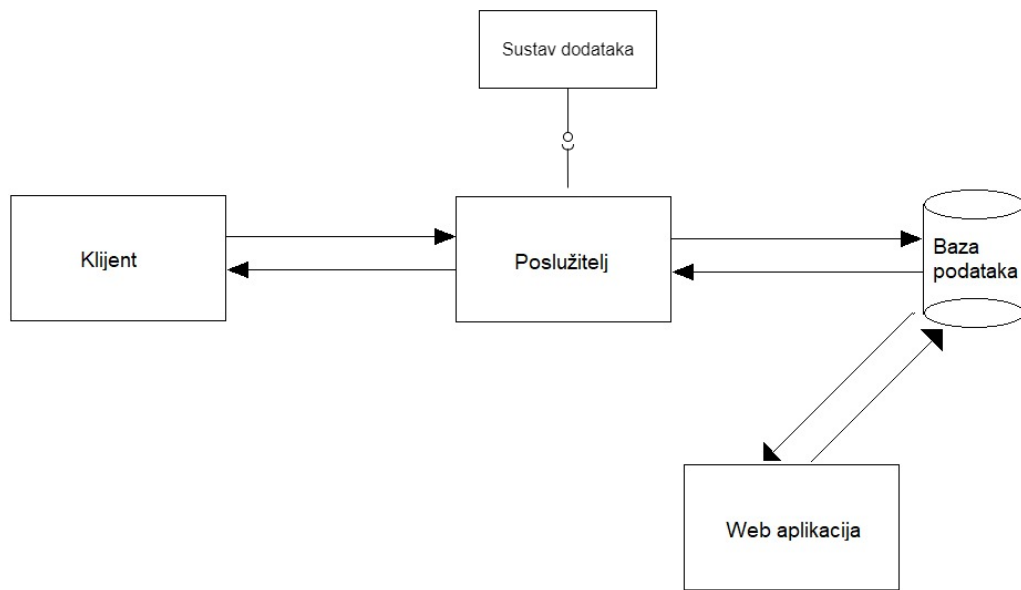 Sustav dodataka
Klijent
Poslužitelj
Baza
podataka
Web aplikacija